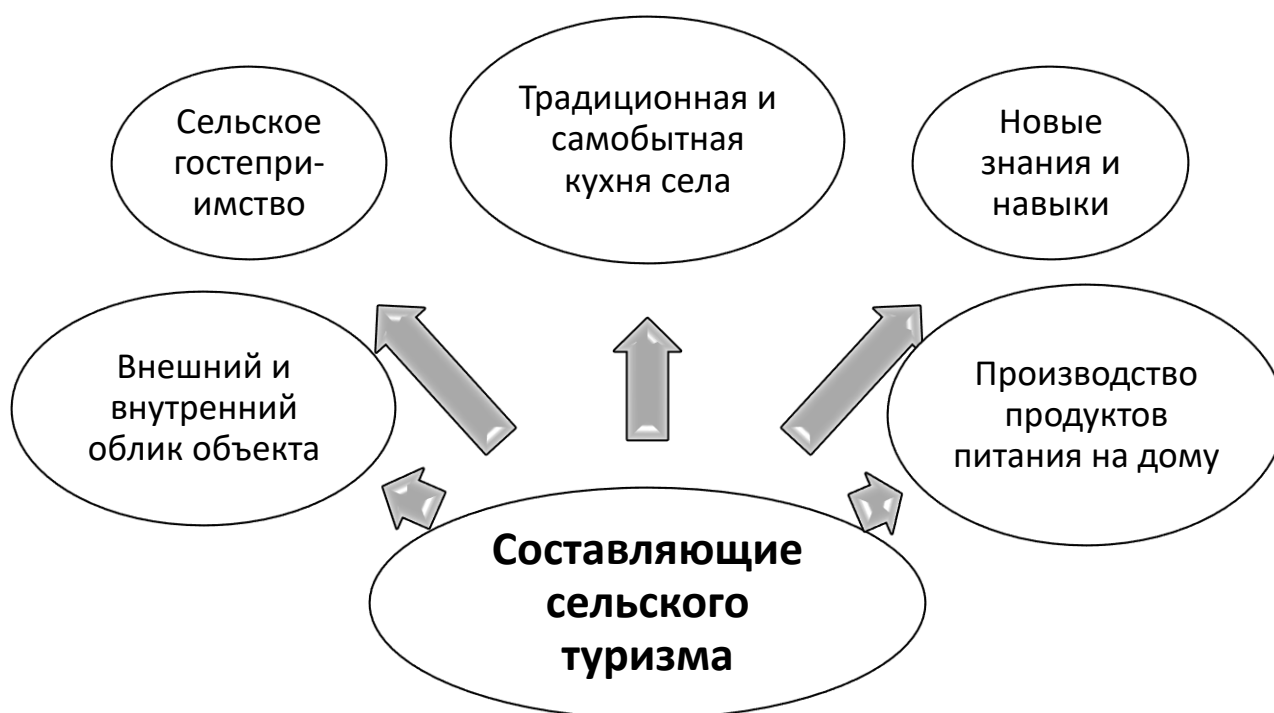 Сельское
гостепри-
имство
Традиционная и
самобытная
кухня села
Новые
знания и
навыки
Внешний и
внутренний
облик объекта
Производство
продуктов
питания на дому
Составляющие
сельского
туризма